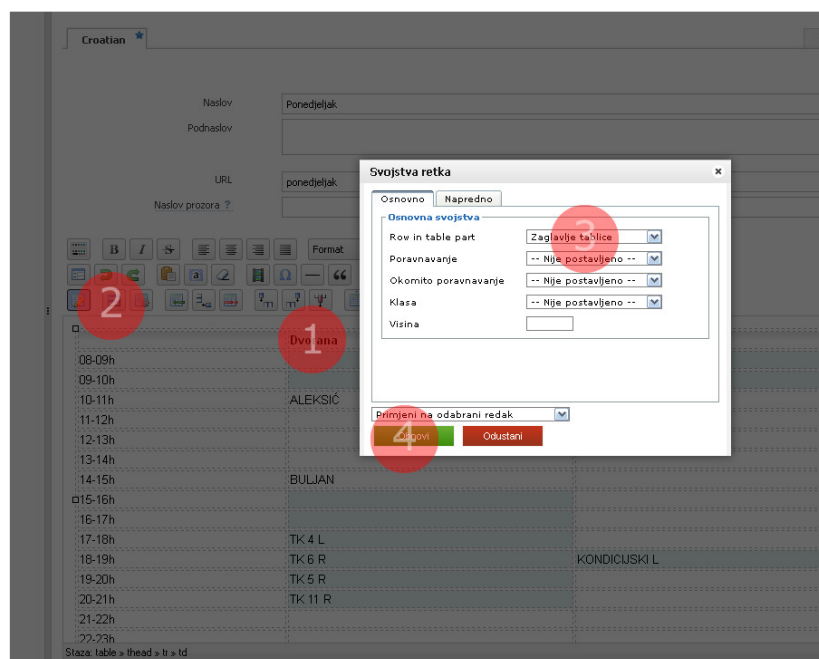 Croatian
Naslov
Ponedjeljak
Podnaslov
URL
ponedjeljak
Naslov prozora ?
Svojstva retka
x
Osnovno
Napredno
Osnovna svojstva
Row in table part
Zaglavlje tablice
3
Poravnavanje
-- Nije postavljeno --
Okomito poravnavanje
-- Nije postavljeno --
Klasa
-- Nije postavljeno --
Visina
Primjeni na odabrani redak
4
Odustani
B I S
Format
2
1
Dvorana
08-09h
09-10h
10-11h
ALEKSIĆ
11-12h
12-13h
13-14h
14-15h
BULJAN
15-16h
16-17h
17-18h
TK 4 L
18-19h
TK 6 R
KONDICIJSKI L
19-20h
TK 5 R
20-21h
TK 11 R
21-22h
22-23h
Staza: table » thead » tr » td